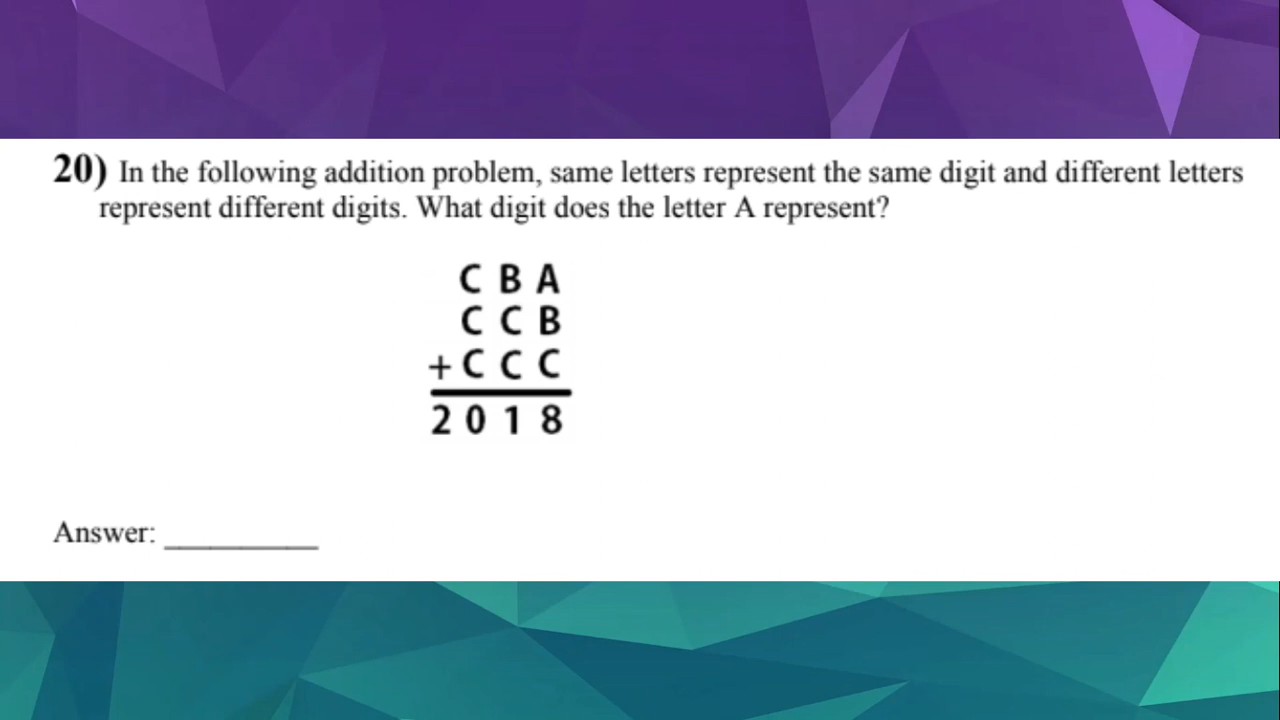 20) In the following addition problem, same letters represent the same digit and different letters
represent different digits. What digit does the letter A represent?
C B A
C C B
+ C C C
2 0 1 8
Answer: __________